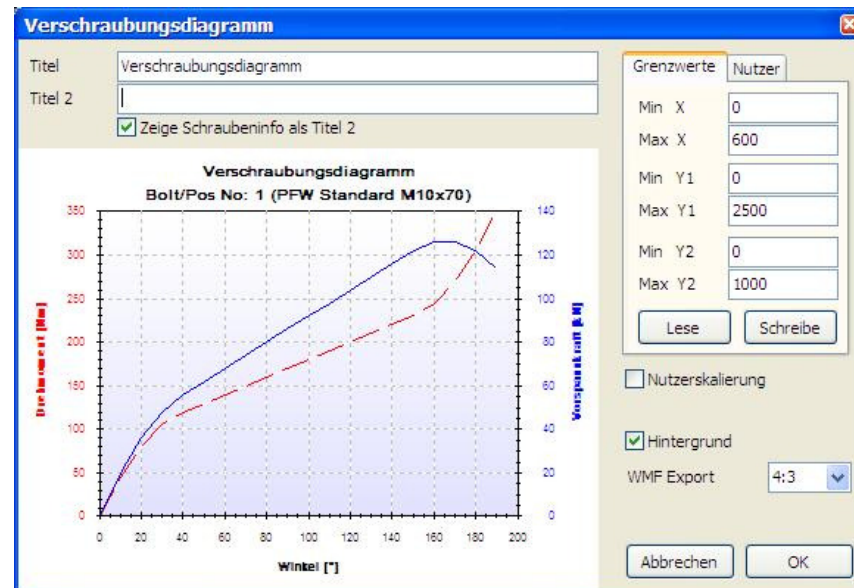 Verschraubungsdiagramm
Titel Verschraubungsdiagramm
Titel 2
Zeige Schraubeninfo als Titel 2
Verschraubungsdiagramm
Bolt/Pos No: 1 (PFW Standard M10x70)
Drehmoment [Nm]
350
300
250
200
150
100
50
0
140
120
100
80
60
40
20
0
Vorspannkraft [kN]
0 20 40 60 80 100 120 140 160 180 200
Winkel [°]
Grenzwerte Nutzer
Min X 0
Max X 600
Min Y1 0
Max Y1 2500
Min Y2 0
Max Y2 1000
Lese Schreibe
Nutzerskalierung
Hintergrund
WMF Export 4:3
Abbrechen OK